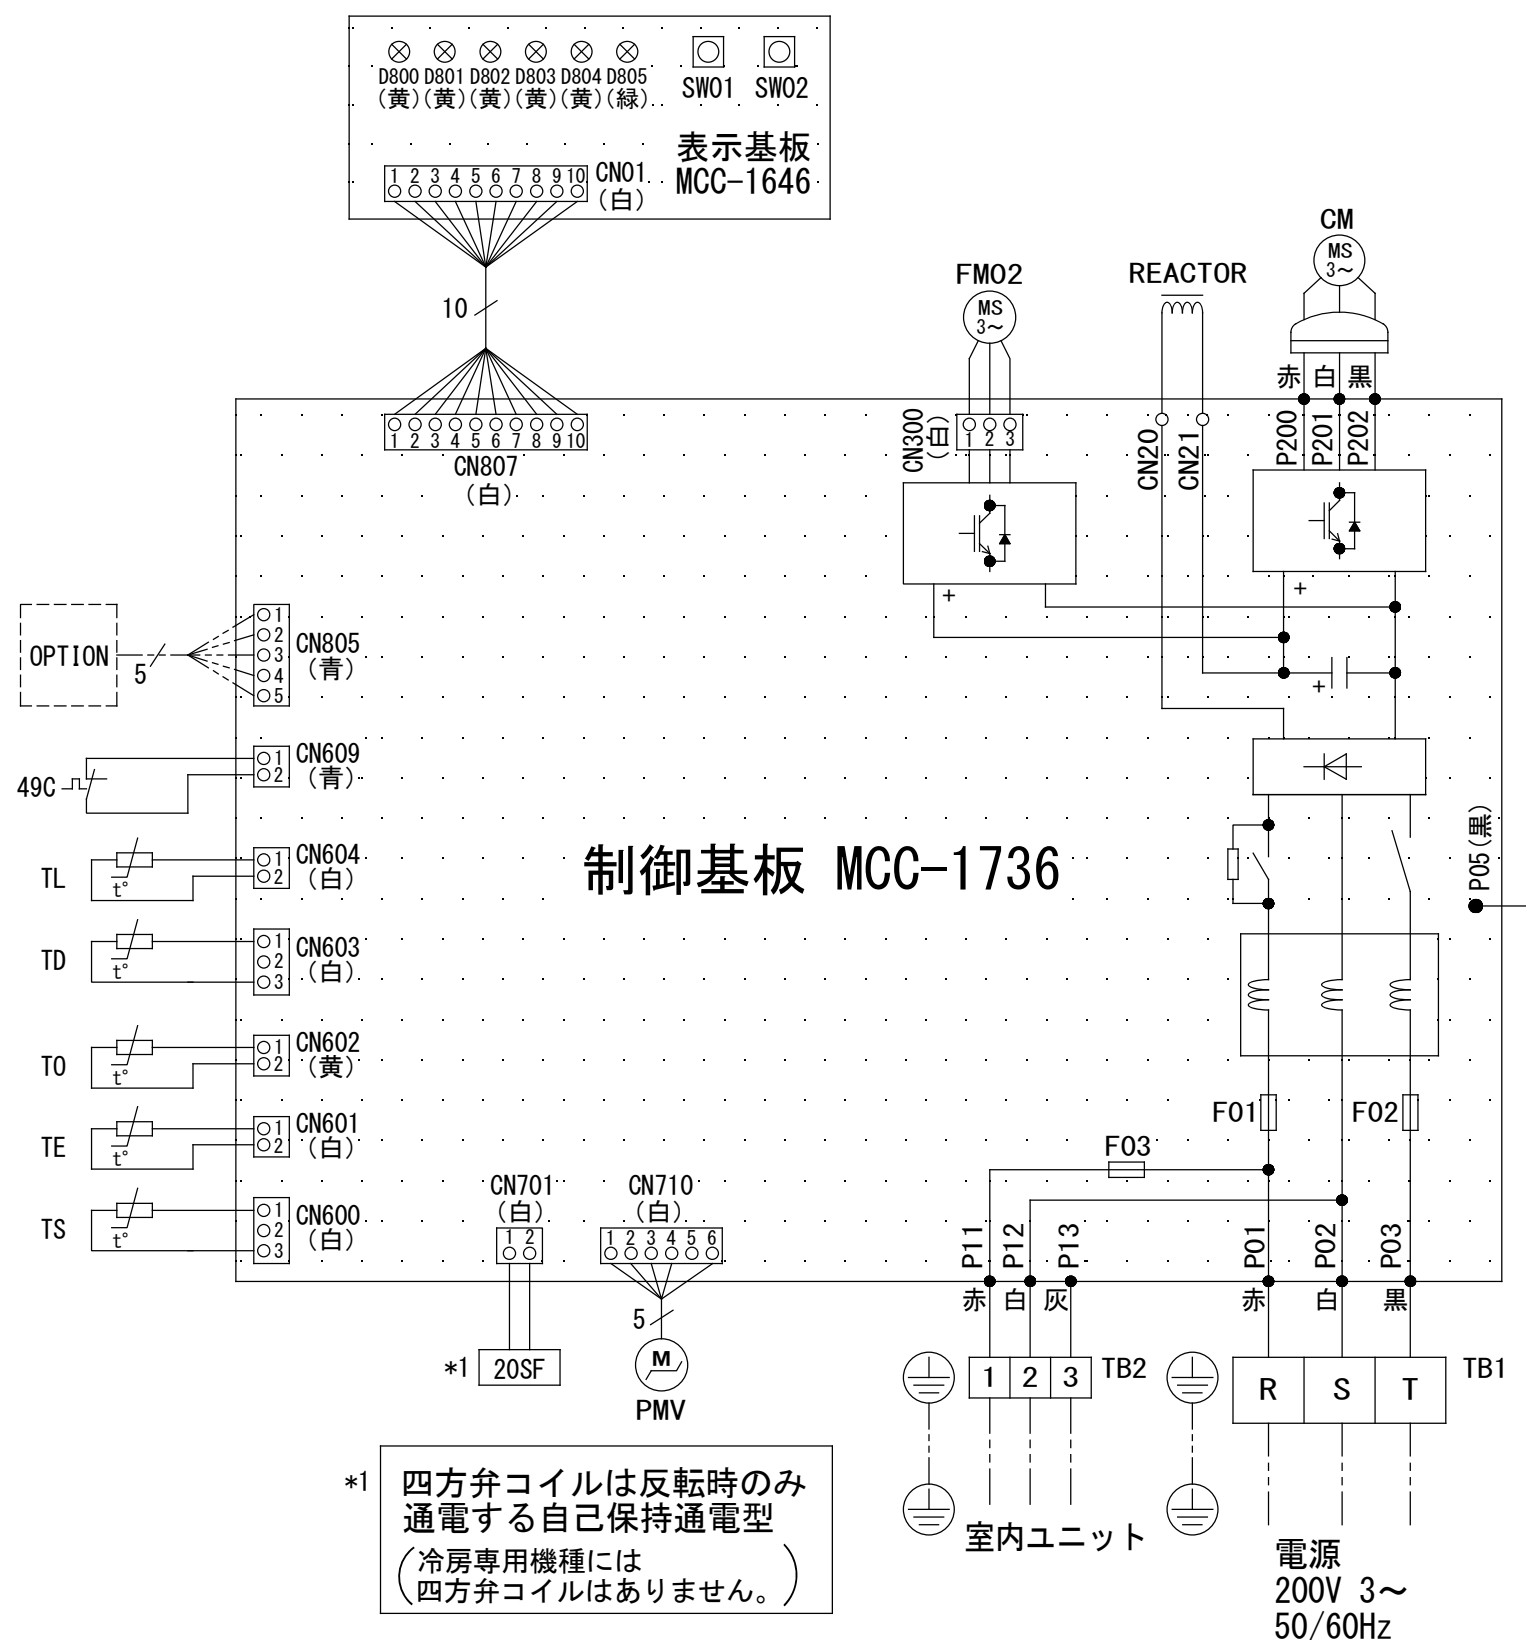 D800 D801 D802 D803 D804 D805
(黄)(黄)(黄)(黄)(黄)(緑)
SW01 SW02
表示基板
MCC-1646
1 2 3 4 5 6 7 8 9 10
CN01
(白)
10
1 2 3 4 5 6 7 8 9 10
CN807
(白)
FM02
MS
3~
REACTOR
CM
MS
3~
赤 白 黒
CN300
(白)
1 2 3
CN20
CN21
P200
P201
P202
+
+
+
OPTION
5
1
2
3
4
5
CN805
(青)
49C
1
2
CN609
(青)
TL
t°
1
2
CN604
(白)
制御基板 MCC-1736
P05(黒)
TD
t°
1
2
3
CN603
(白)
TO
t°
1
2
CN602
(黄)
TE
t°
1
2
CN601
(白)
TS
t°
1
2
3
CN600
(白)
F01
F02
F03
CN701
(白)
1 2
CN710
(白)
1 2 3 4 5 6
P11
P12
P13
P01
P02
P03
赤 白 灰
赤 白 黒
5
*1
20SF
M
PMV
1 2 3
TB2
R S T
TB1
*1
四方弁コイルは反転時のみ
通電する自己保持通電型
(冷房専用機種には
四方弁コイルはありません。)
室内ユニット
電源
200V 3~
50/60Hz